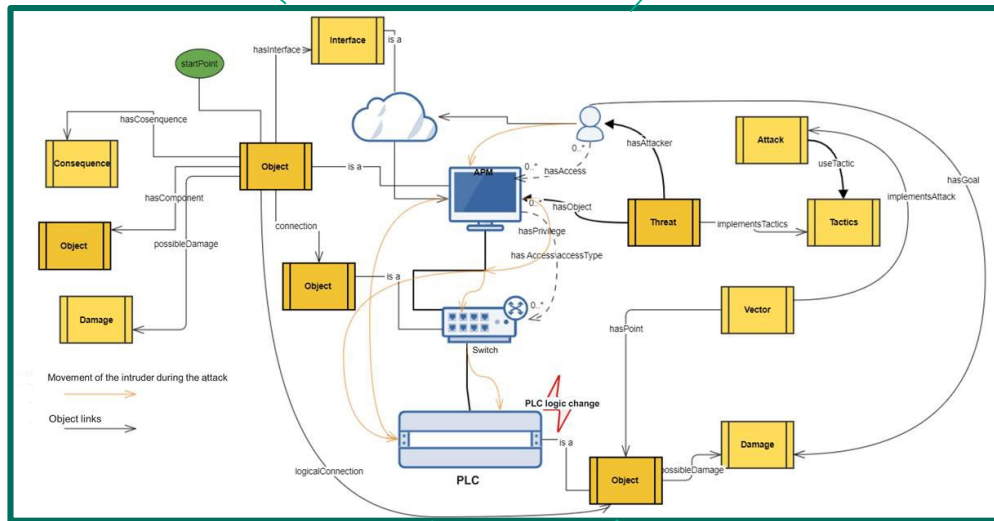 Interface
is a
hasInterface
startPoint
hasCosenquence
Consequence
Object
is a
hasComponent
Object
possibleDamage
connection
Damage
Object
is a
APM
0..*
hasAccess
0..*
0..*
hasAttacker
hasObject
hasPrivilege
has Access\accessType
Threat
implementsTactics
Attack
useTactic
hasGoal
implementsAttack
Tactics
0..*
Switch
Vector
hasPoint
Movement of the intruder during the attack
Object links
PLC logic change
is a
PLC
logicalConnection
Object
possibleDamage
Damage